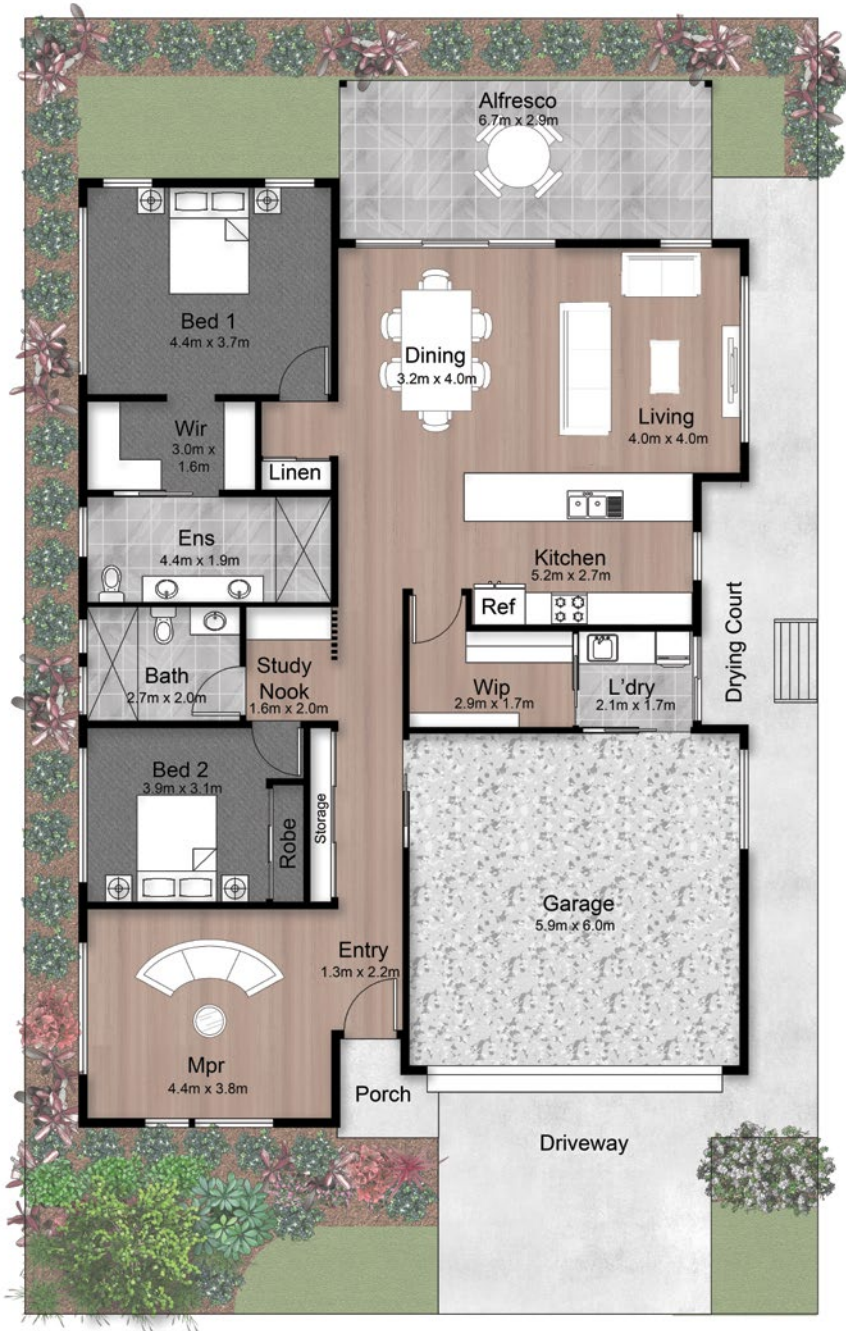 Alfresco
6.7m x 2.9m
Bed 1
4.4m x 3.7m
Dining
3.2m x 4.0m
Living
4.0m x 4.0m
Wir
3.0m x
1.6m
Linen
Ens
4.4m x 1.9m
Kitchen
5.2m x 2.7m
Ref
Drying Court
Bath
2.7m x 2.0m
Study
Nook
1.6m x 2.0m
Wip
2.9m x 1.7m
L'dry
2.1m x 1.7m
Bed 2
3.9m x 3.1m
Robe
Storage
Garage
5.9m x 6.0m
Entry
1.3m x 2.2m
Mpr
4.4m x 3.8m
Porch
Driveway